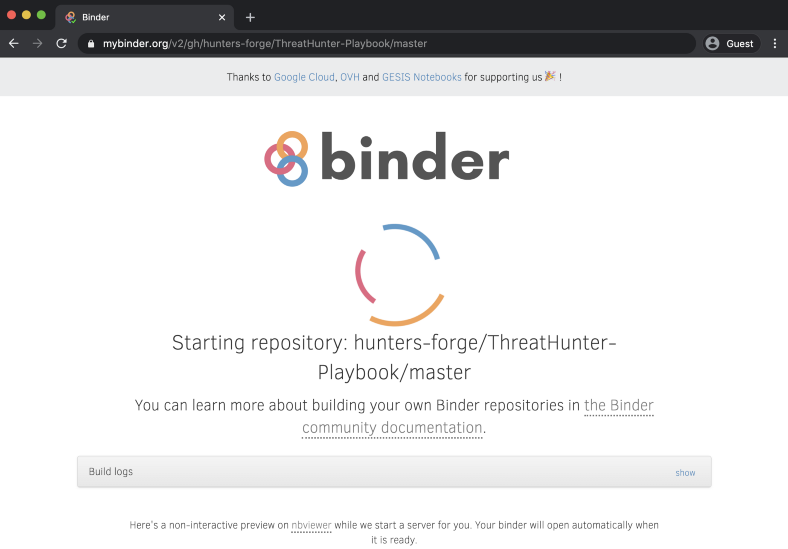 Binder
mybinder.org/v2/gh/hunters-forge/ThreatHunter-Playbook/master
Guest
Thanks to Google Cloud, OVH and GESIS Notebooks for supporting us🎉 !
binder
Starting repository: hunters-forge/ThreatHunter-
Playbook/master
You can learn more about building your own Binder repositories in the Binder
community documentation.
Build logs
show
Here's a non-interactive preview on nbviewer while we start a server for you. Your binder will open automatically when
it is ready.